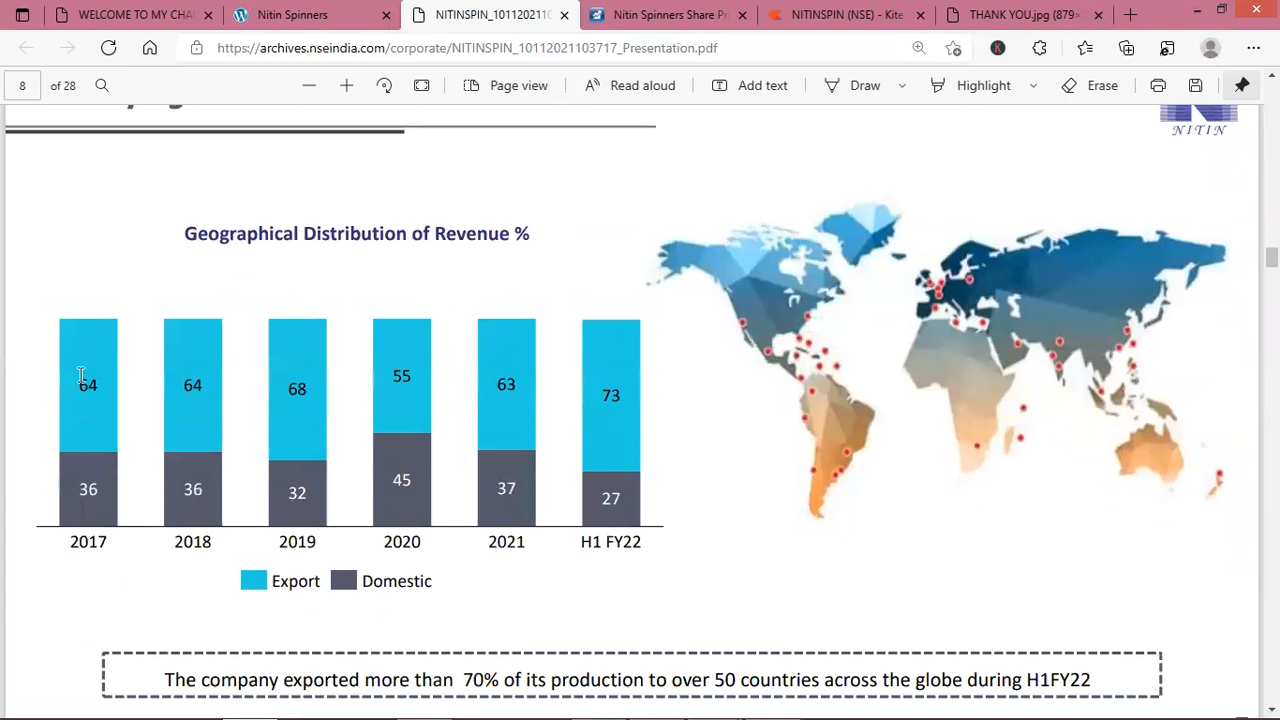 WELCOME TO MY CHA
Nitin Spinners
NITINSPIN_1011202110
Nitin Spinners Share Pri
NITINSPIN (NSE) - Kite
THANK YOU.jpg (879×
https://archives.nseindia.com/corporate/NITINSPIN_10112021103717_Presentation.pdf
K
8 of 28
Page view
Read aloud
Add text
Draw
Highlight
Erase
NITIN
Geographical Distribution of Revenue %
64 64 68 55 63 73
36 36 32 45 37 27
2017 2018 2019 2020 2021 H1 FY22
Export Domestic
The company exported more than 70% of its production to over 50 countries across the globe during H1FY22